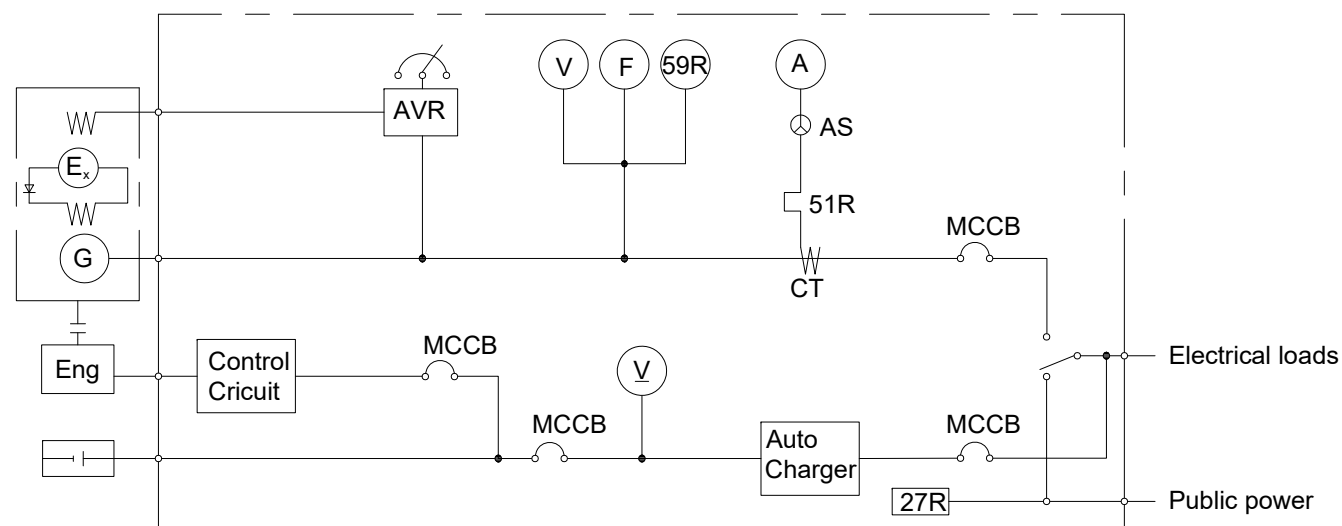 V
F
59R
A
AVR
AS
Ex
51R
G
MCCB
CT
Eng
Control
Cricuit
MCCB
V
Electrical loads
MCCB
Auto
Charger
MCCB
27R
Public power